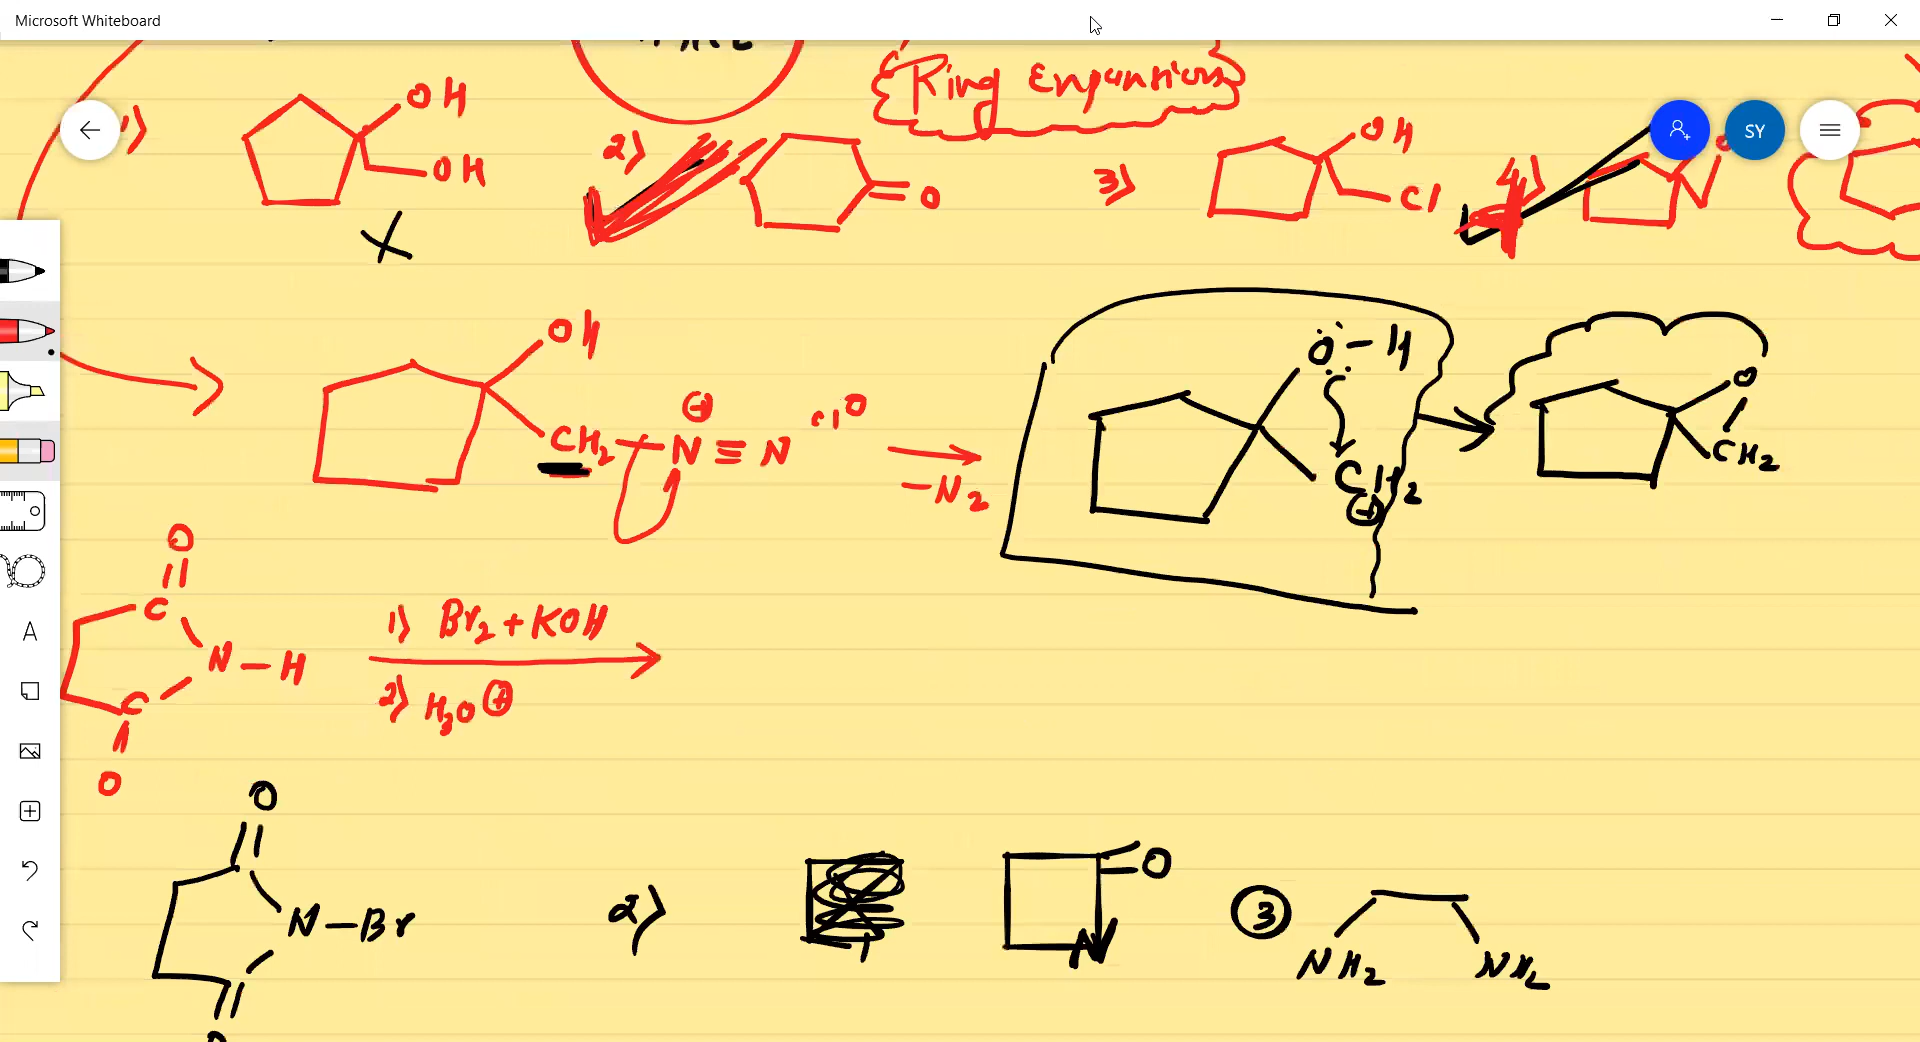 Microsoft Whiteboard
Ring Expansion
SY
1)
OH
OH
2)
O
3)
OH
Cl
4)
OH
CH2 — N ≡ N
⊕
Cl⊖
-N2
O - H
CH2
⊕
O
CH2
O
C
N - H
C
O
1) Br2 + KOH
2) H3O⊕
O
N - Br
2)
O
N
3
NH2
NH2
A